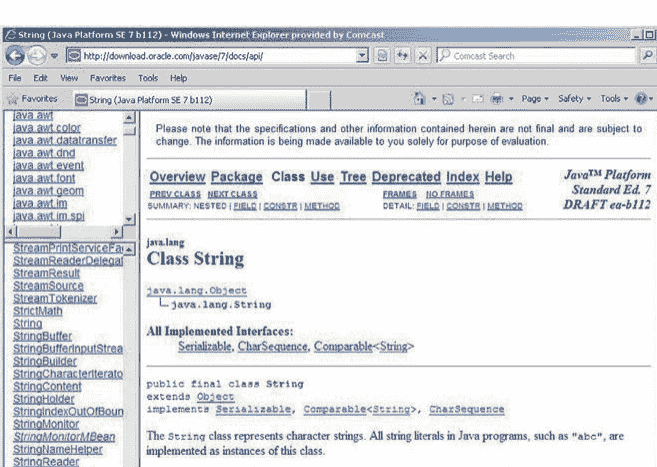 String (Java Platform SE 7 b112) - Windows Internet Explorer provided by Comcast
http://download.oracle.com/javase/7/docs/api/
Comcast Search
File Edit View Favorites Tools Help
Favorites
String (Java Platform SE 7 b112)
Page Safety Tools
java.awt
java.awt.color
java.awt.datatransfer
java.awt.dnd
java.awt.event
java.awt.font
java.awt.geom
java.awt.im
java.awt.im.spi
StreamPrintServiceFa
StreamReaderDelegat
StreamResult
StreamSource
StreamTokenizer
StrictMath
String
StringBuffer
StringBufferInputStrea
StringBuilder
StringCharacterIterato
StringContent
StringHolder
StringIndexOutOfBoun
StringMonitor
StringMonitorMBean
StringNameHelper
StringReader
Please note that the specifications and other information contained herein are not final and are subject to
change. The information is being made available to you solely for purpose of evaluation.
Overview Package Class Use Tree Deprecated Index Help
PREV CLASS NEXT CLASS
FRAMES NO FRAMES
SUMMARY: NESTED | FIELD | CONSTR | METHOD
DETAIL: FIELD | CONSTR | METHOD
Java™ Platform
Standard Ed. 7
DRAFT ea-b112
java.lang
Class String
java.lang.Object
java.lang.String
All Implemented Interfaces:
Serializable, CharSequence, Comparable<String>
public final class String
extends Object
implements Serializable, Comparable<String>, CharSequence
The String class represents character strings. All string literals in Java programs, such as "abc", are
implemented as instances of this class.